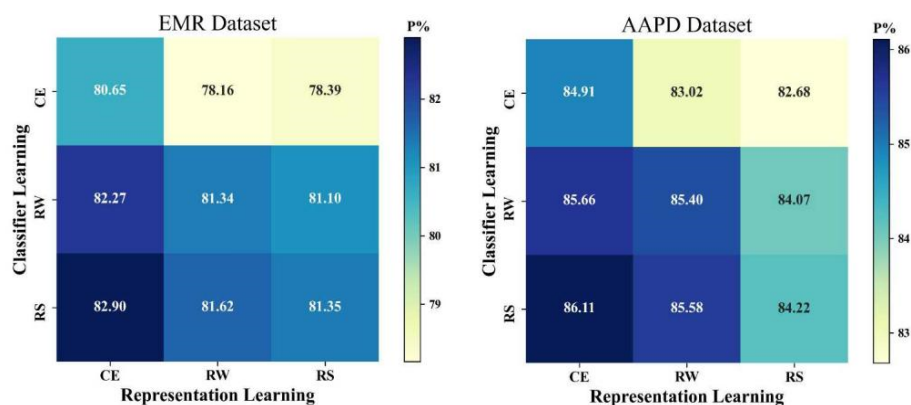 EMR Dataset
P%
CE
80.65 78.16 78.39
82
RW
82.27 81.34 81.10
81
80
RS
82.90 81.62 81.35
79
Classifier Learning
CE RW RS
Representation Learning
AAPD Dataset
P%
86
CE
84.91 83.02 82.68
85
RW
85.66 85.40 84.07
84
RS
86.11 85.58 84.22
83
Classifier Learning
CE RW RS
Representation Learning